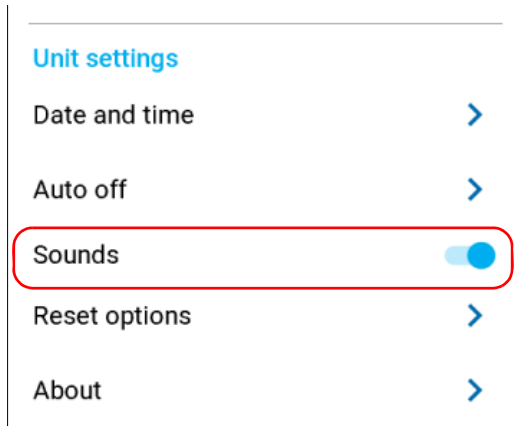 Unit settings
Date and time
Auto off
Sounds
Reset options
About